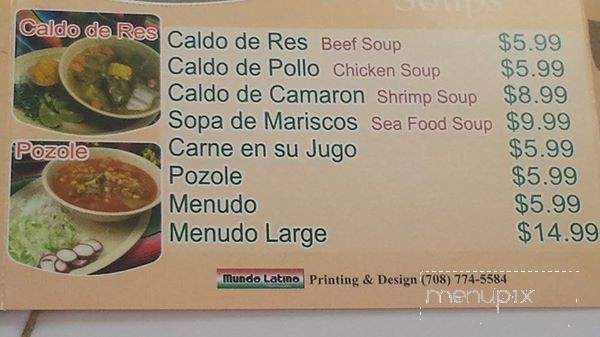 Soups
Caldo de Res
Caldo de Res Beef Soup $5.99
Caldo de Pollo Chicken Soup $5.99
Caldo de Camaron Shrimp Soup $8.99
Sopa de Mariscos Sea Food Soup $9.99
Pozole
Carne en su Jugo $5.99
Pozole $5.99
Menudo $5.99
Menudo Large $14.99
Mundo Latino Printing & Design (708) 774-5584
menupix